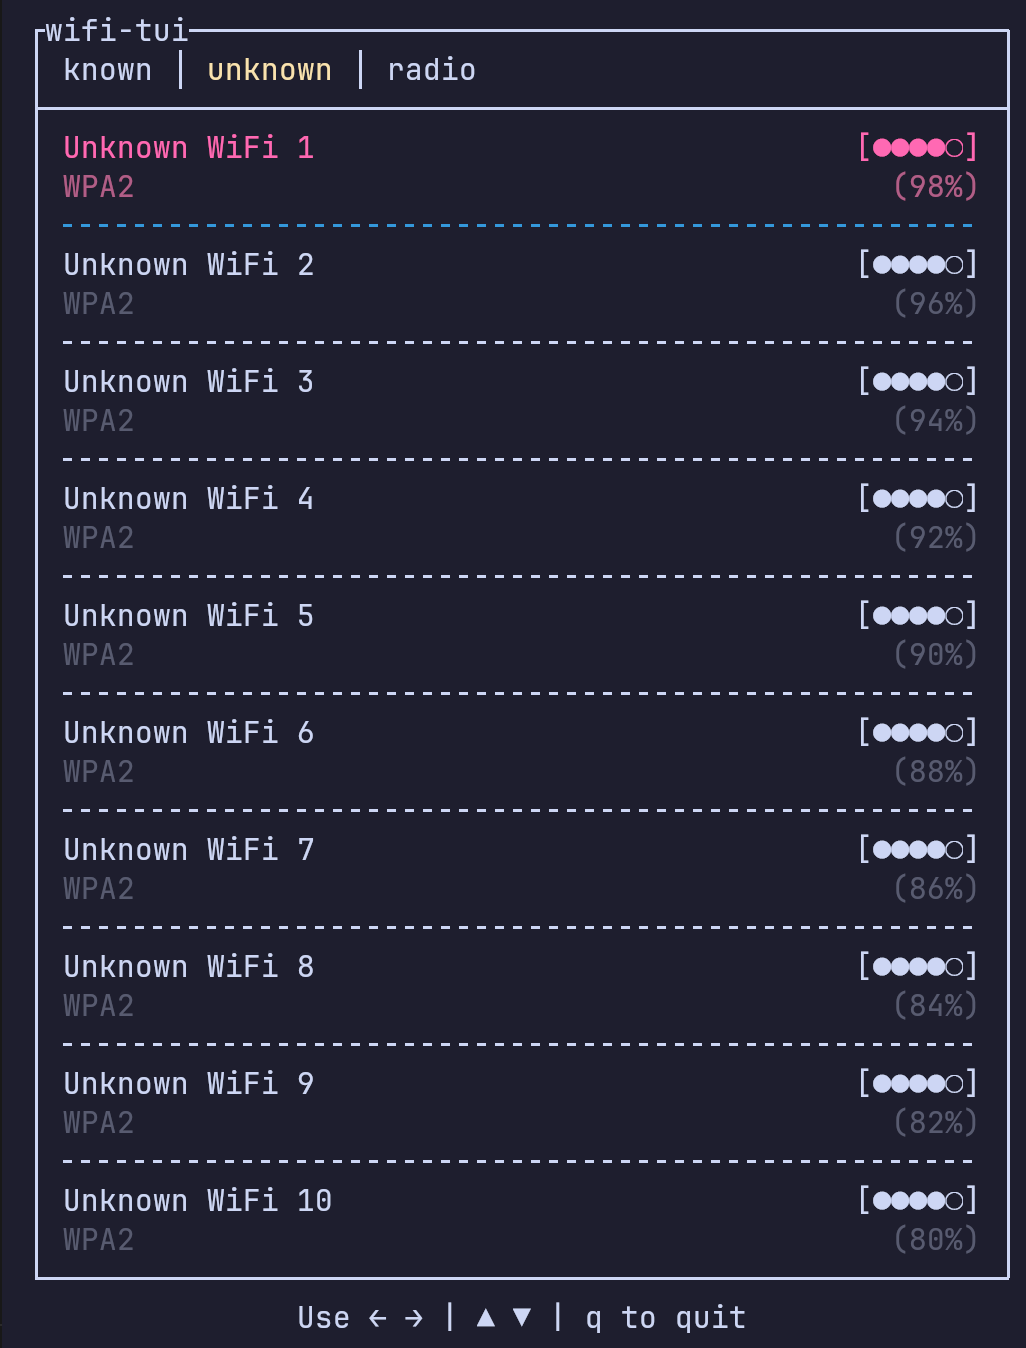 wifi-tui
known │ unknown │ radio
Unknown WiFi 1 [●●●●○]
WPA2 (98%)
Unknown WiFi 2 [●●●●○]
WPA2 (96%)
Unknown WiFi 3 [●●●●○]
WPA2 (94%)
Unknown WiFi 4 [●●●●○]
WPA2 (92%)
Unknown WiFi 5 [●●●●○]
WPA2 (90%)
Unknown WiFi 6 [●●●●○]
WPA2 (88%)
Unknown WiFi 7 [●●●●○]
WPA2 (86%)
Unknown WiFi 8 [●●●●○]
WPA2 (84%)
Unknown WiFi 9 [●●●●○]
WPA2 (82%)
Unknown WiFi 10 [●●●●○]
WPA2 (80%)
Use ← → | ▲ ▼ | q to quit